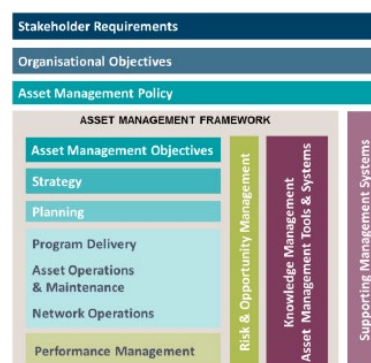 Stakeholder Requirements
Organisational Objectives
Asset Management Policy
ASSET MANAGEMENT FRAMEWORK
Asset Management Objectives
Strategy
Planning
Program Delivery
Asset Operations
& Maintenance
Network Operations
Performance Management
Risk & Opportunity Management
Knowledge Management
Asset Management Tools & Systems
Supporting Management Systems